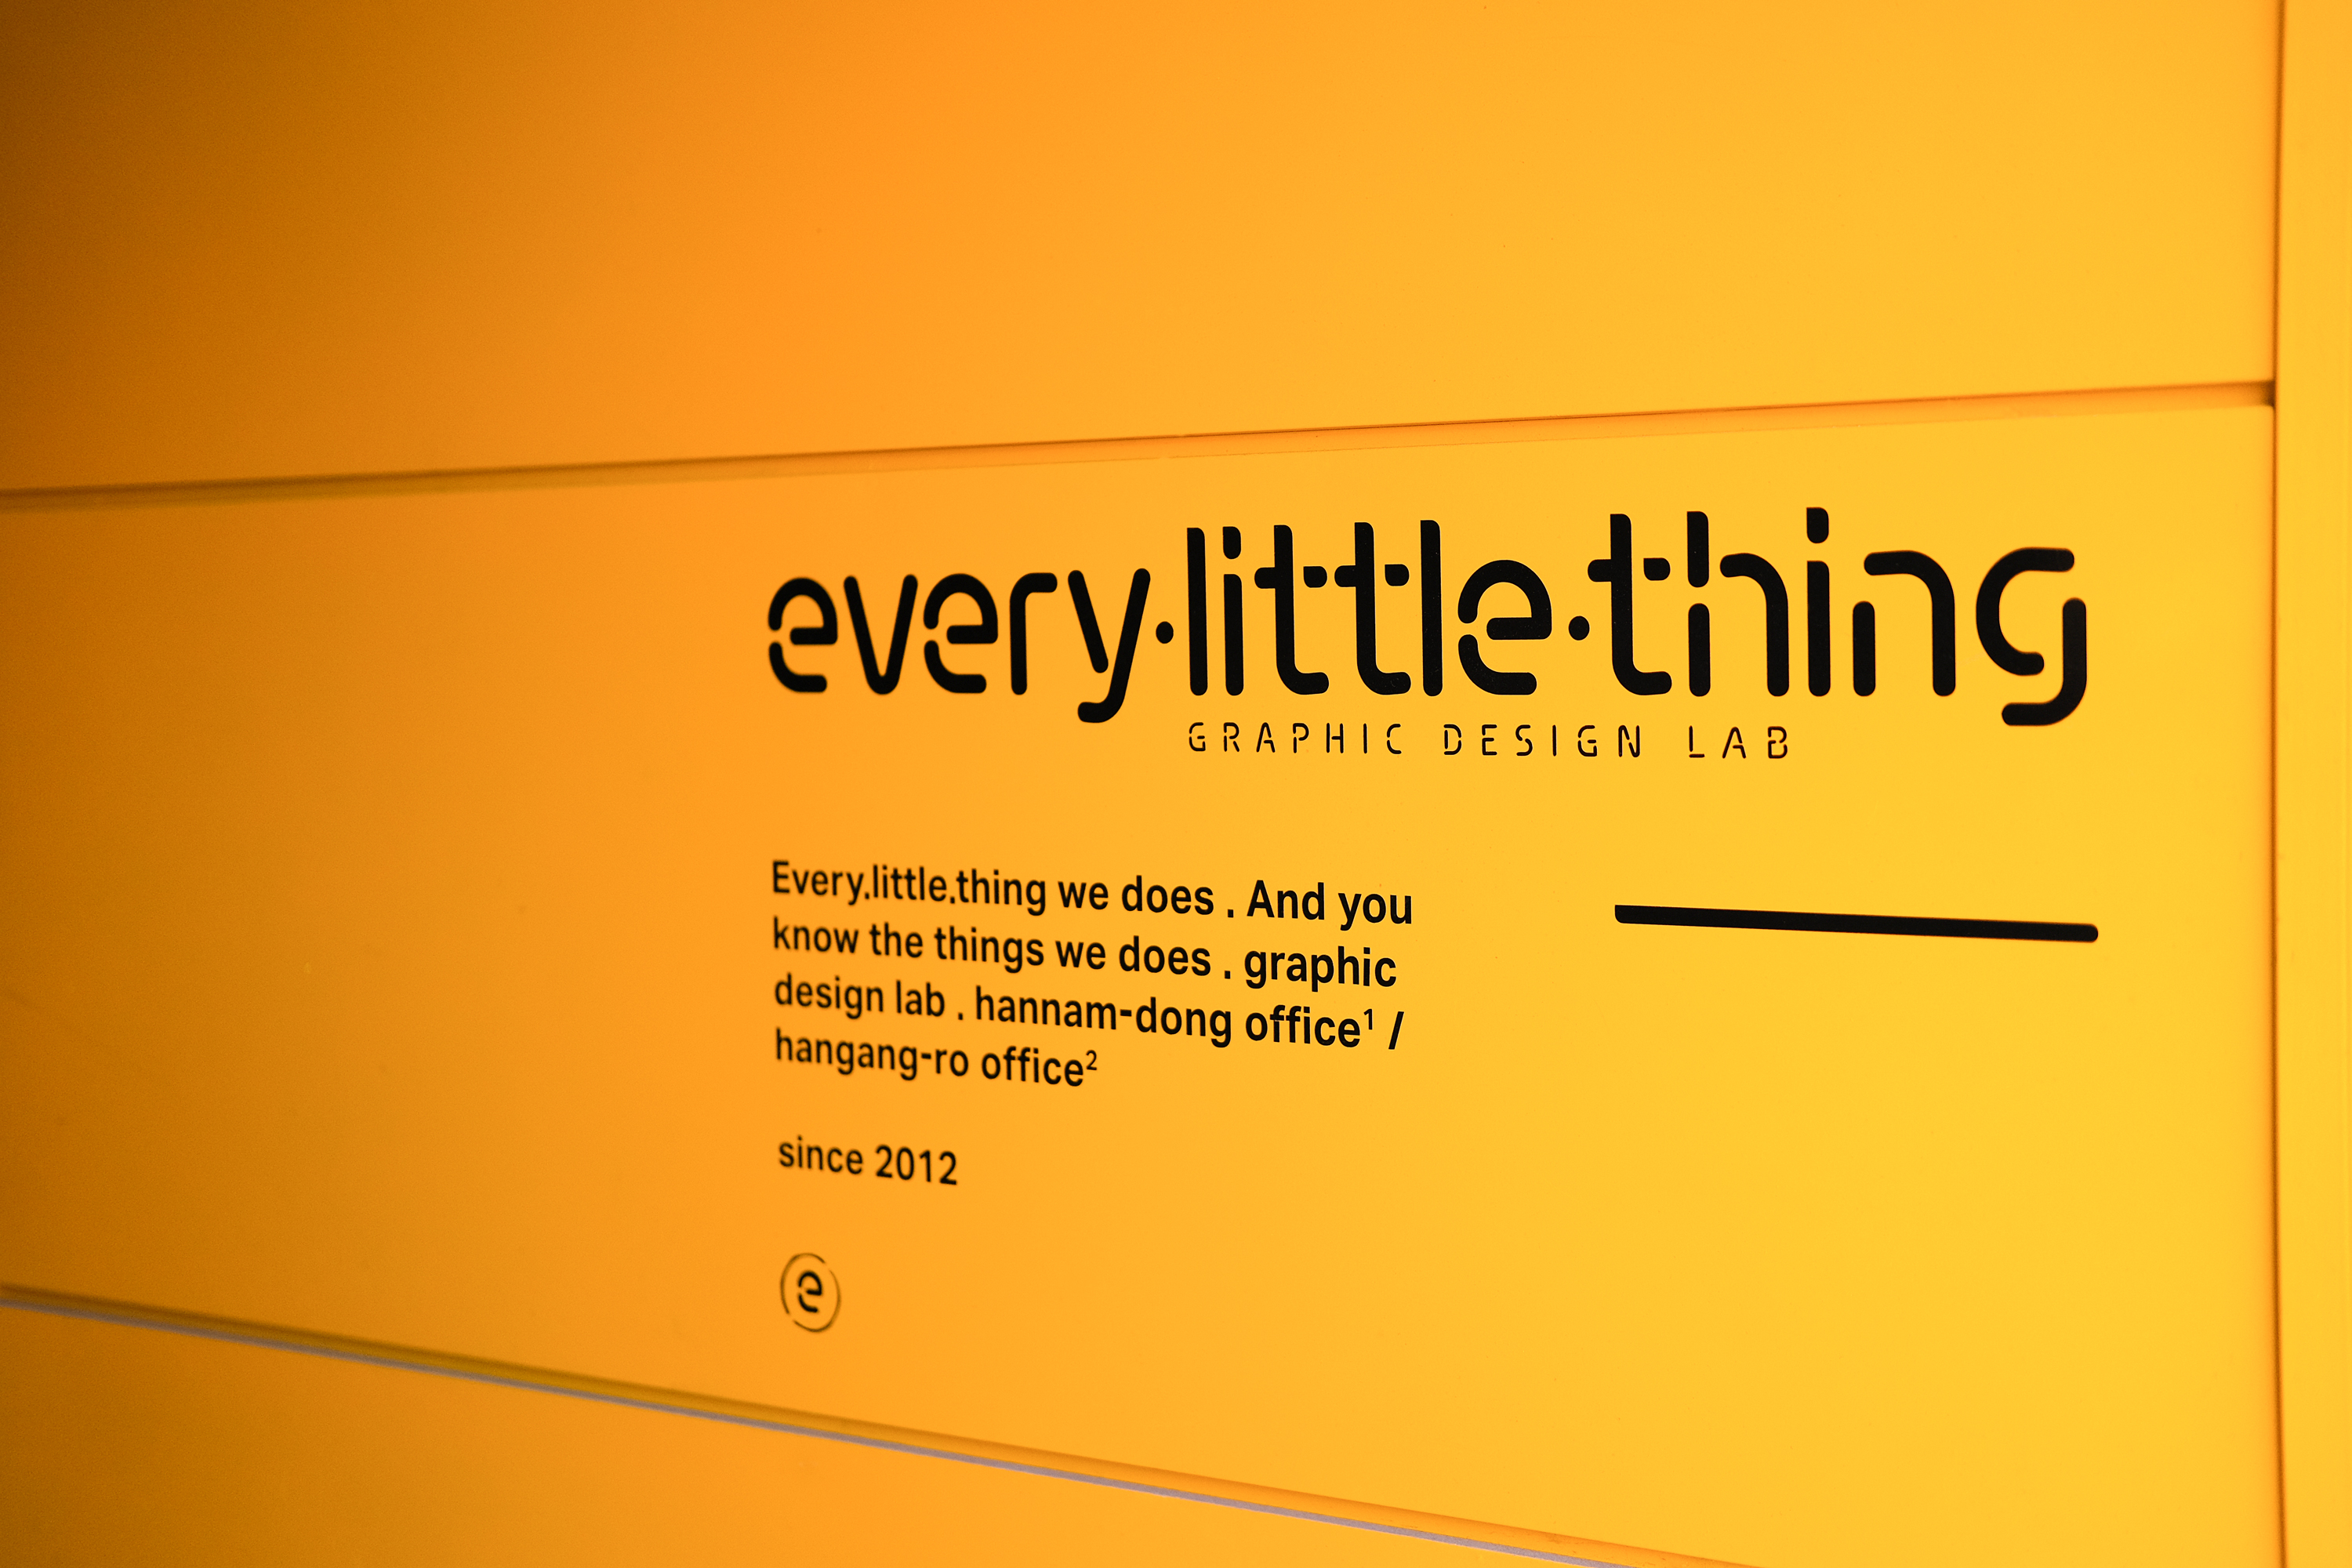 every·little·thing
GRAPHIC DESIGN LAB
Every.little.thing we does . And you
know the things we does . graphic
design lab . hannam-dong office¹ /
hangang-ro office²
since 2012
e